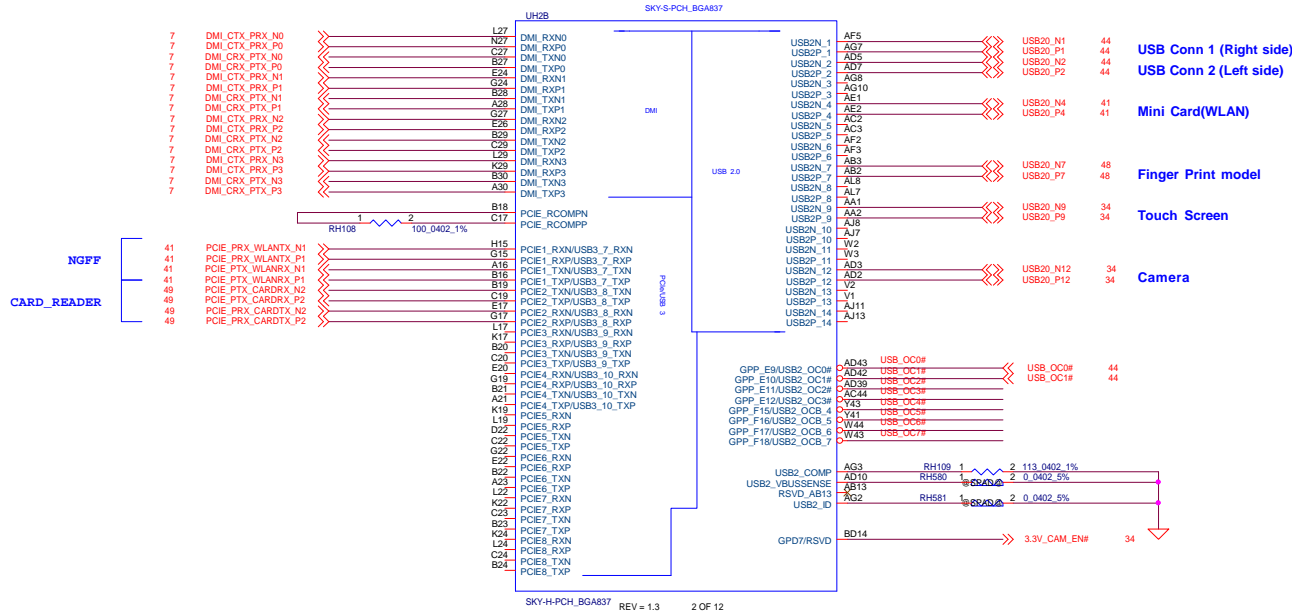 SKY-S-PCH_BGA837
UH2B
7 DMI_CTX_PRX_N0 L27 DMI_RXN0
7 DMI_CTX_PRX_P0 N27 DMI_RXP0
7 DMI_CRX_PTX_N0 C27 DMI_TXN0
7 DMI_CRX_PTX_P0 B27 DMI_TXP0
7 DMI_CTX_PRX_N1 E24 DMI_RXN1
7 DMI_CTX_PRX_P1 G24 DMI_RXP1
7 DMI_CRX_PTX_N1 B28 DMI_TXN1
7 DMI_CRX_PTX_P1 A28 DMI_TXP1
7 DMI_CTX_PRX_N2 G27 DMI_RXN2
7 DMI_CTX_PRX_P2 E26 DMI_RXP2
7 DMI_CRX_PTX_N2 B29 DMI_TXN2
7 DMI_CRX_PTX_P2 C29 DMI_TXP2
7 DMI_CTX_PRX_N3 L29 DMI_RXN3
7 DMI_CTX_PRX_P3 K29 DMI_RXP3
7 DMI_CRX_PTX_N3 B30 DMI_TXN3
7 DMI_CRX_PTX_P3 A30 DMI_TXP3
B18 PCIE_RCOMPN
RH108 1 2 100_0402_1% C17 PCIE_RCOMPP
NGFF
CARD_READER
41 PCIE_PRX_WLANTX_N1 H15 PCIE1_RXN/USB3_7_RXN
41 PCIE_PRX_WLANTX_P1 G15 PCIE1_RXP/USB3_7_RXP
41 PCIE_PTX_WLANRX_N1 A16 PCIE1_TXN/USB3_7_TXN
41 PCIE_PTX_WLANRX_P1 B16 PCIE1_TXP/USB3_7_TXP
49 PCIE_PTX_CARDRX_N2 B19 PCIE2_TXN/USB3_8_TXN
49 PCIE_PTX_CARDRX_P2 C19 PCIE2_TXP/USB3_8_TXP
49 PCIE_PRX_CARDTX_N2 E17 PCIE2_RXN/USB3_8_RXN
49 PCIE_PRX_CARDTX_P2 G17 PCIE2_RXP/USB3_8_RXP
L17 PCIE3_RXN/USB3_9_RXN
K17 PCIE3_RXP/USB3_9_RXP
B20 PCIE3_TXN/USB3_9_TXN
C20 PCIE3_TXP/USB3_9_TXP
E20 PCIE4_RXN/USB3_10_RXN
G19 PCIE4_RXP/USB3_10_RXP
B21 PCIE4_TXN/USB3_10_TXN
A21 PCIE4_TXP/USB3_10_TXP
K19 PCIE5_RXN
L19 PCIE5_RXP
D22 PCIE5_TXN
C22 PCIE5_TXP
G22 PCIE6_RXN
E22 PCIE6_RXP
B22 PCIE6_TXN
A23 PCIE6_TXP
L22 PCIE7_RXN
K22 PCIE7_RXP
C23 PCIE7_TXN
B23 PCIE7_TXP
K24 PCIE8_RXN
L24 PCIE8_RXP
C24 PCIE8_TXN
B24 PCIE8_TXP
DMI
USB 2.0
PCIe/USB 3
USB2N_1 AF5 USB20_N1 44
USB2P_1 AG7 USB20_P1 44
USB Conn 1 (Right side)
USB2N_2 AD5 USB20_N2 44
USB2P_2 AD7 USB20_P2 44
USB Conn 2 (Left side)
USB2N_3 AG8
USB2P_3 AG10
USB2N_4 AE1 USB20_N4 41
USB2P_4 AE2 USB20_P4 41
Mini Card(WLAN)
USB2N_5 AC2
USB2P_5 AC3
USB2N_6 AF2
USB2P_6 AF3
USB2N_7 AB3 USB20_N7 48
USB2P_7 AB2 USB20_P7 48
Finger Print model
USB2N_8 AL8
USB2P_8 AL7
USB2N_9 AA1 USB20_N9 34
USB2P_9 AA2 USB20_P9 34
Touch Screen
USB2N_10 AJ8
USB2P_10 AJ7
USB2N_11 W2
USB2P_11 W3
USB2N_12 AD3 USB20_N12 34
USB2P_12 AD2 USB20_P12 34
Camera
USB2N_13 V2
USB2P_13 V1
USB2N_14 AJ11
USB2P_14 AJ13
GPP_E9/USB2_OC0# AD43 USB_OC0# USB_OC0# 44
GPP_E10/USB2_OC1# AD42 USB_OC1# USB_OC1# 44
GPP_E11/USB2_OC2# AD39 USB_OC2#
GPP_E12/USB2_OC3# AC44 USB_OC3#
GPP_F15/USB2_OCB_4 Y43 USB_OC4#
GPP_F16/USB2_OCB_5 Y41 USB_OC5#
GPP_F17/USB2_OCB_6 W44 USB_OC6#
GPP_F18/USB2_OCB_7 W43 USB_OC7#
USB2_COMP AG3 RH109 1 2 113_0402_1%
USB2_VBUSSENSE AD10 RH580 1 2 0_0402_5%
RSVD_AB13 AB13
USB2_ID AG2 RH581 1 2 0_0402_5%
GPD7/RSVD BD14 3.3V_CAM_EN# 34
SKY-H-PCH_BGA837 REV = 1.3 2 OF 12